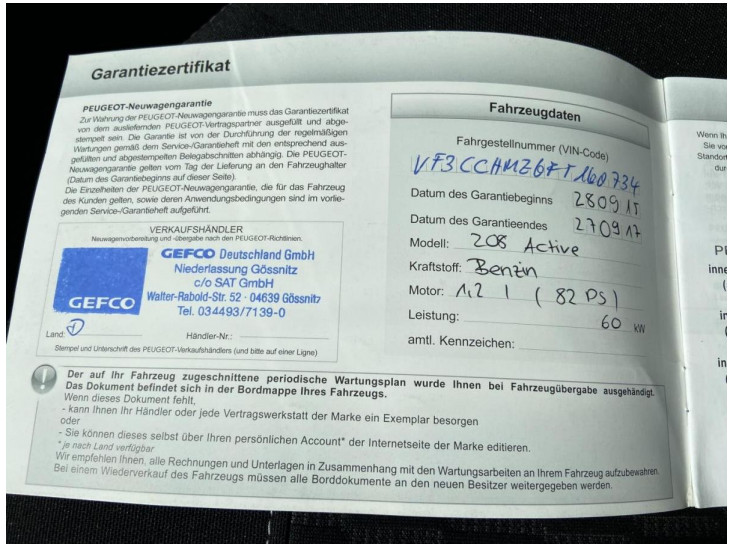 Garantiezertifikat
PEUGEOT-Neuwagengarantie
Zur Wahrung der PEUGEOT-Neuwagengarantie muss das Garantiezertifikat
von dem ausliefernden PEUGEOT-Vertragspartner ausgefüllt und abge-
stempelt sein. Die Garantie ist von der Durchführung der regelmäßigen
Wartungen gemäß dem Service-/Garantieheft mit den entsprechend aus-
gefüllten und abgestempelten Belegabschnitten abhängig. Die PEUGEOT-
Neuwagengarantie gelten vom Tag der Lieferung an den Fahrzeughalter
(Datum des Garantiebeginns auf dieser Seite).
Die Einzelheiten der PEUGEOT-Neuwagengarantie, die für das Fahrzeug
des Kunden gelten, sowie deren Anwendungsbedingungen sind im vorlie-
genden Service-/Garantieheft aufgeführt.
VERKAUFSHÄNDLER
Neuwagenvorbereitung und -übergabe nach den PEUGEOT-Richtlinien.
GEFCO
GEFCO Deutschland GmbH
Niederlassung Gössnitz
c/o SAT GmbH
Walter-Rabold-Str. 52 · 04639 Gössnitz
Tel. 034493/7139-0
Land: D
Händler-Nr.:
Stempel und Unterschrift des PEUGEOT-Verkaufshändlers (und bitte auf einer Ligne)
Fahrzeugdaten
Fahrgestellnummer (VIN-Code)
VF3CCHMZ6FT160734
Datum des Garantiebeginns 280915
Datum des Garantieendes 270917
Modell: 208 Active
Kraftstoff: Benzin
Motor: 1,2 l (82 PS)
Leistung: 60 kW
amtl. Kennzeichen:
Der auf Ihr Fahrzeug zugeschnittene periodische Wartungsplan wurde Ihnen bei Fahrzeugübergabe ausgehändigt.
Das Dokument befindet sich in der Bordmappe Ihres Fahrzeugs.
Wenn dieses Dokument fehlt,
- kann Ihnen Ihr Händler oder jede Vertragswerkstatt der Marke ein Exemplar besorgen
oder
- Sie können dieses selbst über Ihren persönlichen Account* der Internetseite der Marke editieren.
* je nach Land verfügbar
Wir empfehlen Ihnen, alle Rechnungen und Unterlagen in Zusammenhang mit den Wartungsarbeiten an Ihrem Fahrzeug aufzubewahren.
Bei einem Wiederverkauf des Fahrzeugs müssen alle Borddokumente an den neuen Besitzer weitergegeben werden.
Wenn Ih
Sie vo
Standor
dur
P
inne
(
in
(
in
(